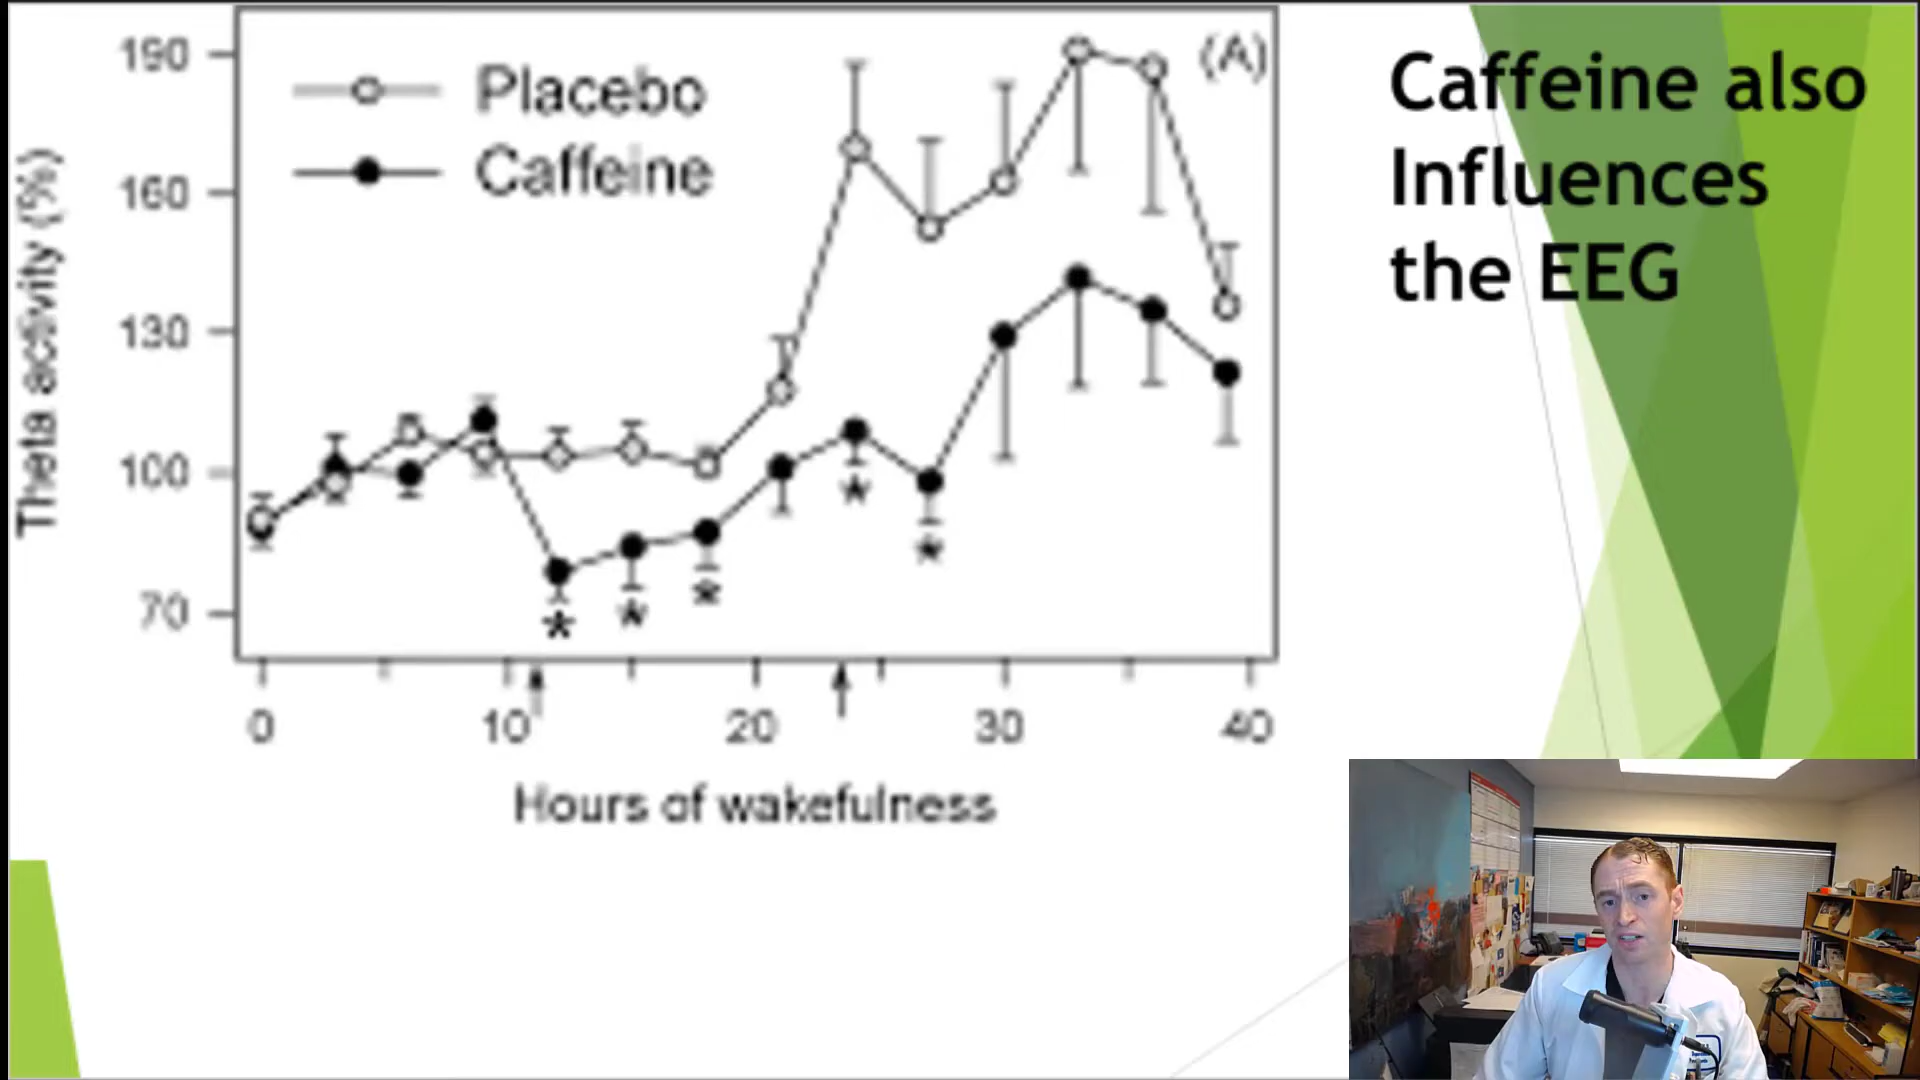 190
160
130
100
70
Theta activity (%)
Placebo
Caffeine
(A)
*
*
*
*
*
0
10
20
30
40
Hours of wakefulness
Caffeine also
Influences
the EEG